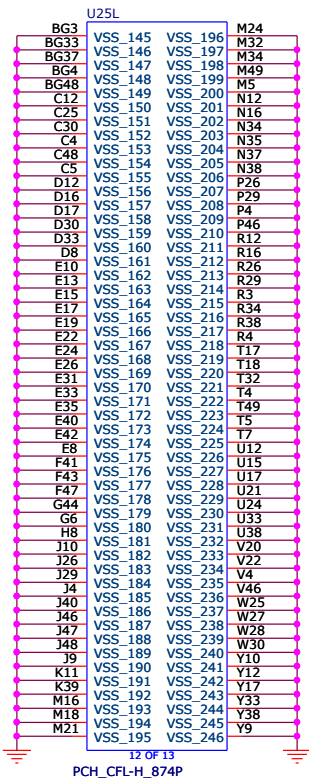 U25L
BG3 VSS_145 VSS_196 M24
BG33 VSS_146 VSS_197 M32
BG37 VSS_147 VSS_198 M34
BG4 VSS_148 VSS_199 M49
BG48 VSS_149 VSS_200 M5
C12 VSS_150 VSS_201 N12
C25 VSS_151 VSS_202 N16
C30 VSS_152 VSS_203 N34
C4 VSS_153 VSS_204 N35
C48 VSS_154 VSS_205 N37
C5 VSS_155 VSS_206 N38
D12 VSS_156 VSS_207 P26
D16 VSS_157 VSS_208 P29
D17 VSS_158 VSS_209 P4
D30 VSS_159 VSS_210 P46
D33 VSS_160 VSS_211 R12
D8 VSS_161 VSS_212 R16
E10 VSS_162 VSS_213 R26
E13 VSS_163 VSS_214 R29
E15 VSS_164 VSS_215 R3
E17 VSS_165 VSS_216 R34
E19 VSS_166 VSS_217 R38
E22 VSS_167 VSS_218 R4
E24 VSS_168 VSS_219 T17
E26 VSS_169 VSS_220 T18
E31 VSS_170 VSS_221 T32
E33 VSS_171 VSS_222 T4
E35 VSS_172 VSS_223 T49
E40 VSS_173 VSS_224 T5
E42 VSS_174 VSS_225 T7
E8 VSS_175 VSS_226 U12
F41 VSS_176 VSS_227 U15
F43 VSS_177 VSS_228 U17
F47 VSS_178 VSS_229 U21
G44 VSS_179 VSS_230 U24
G6 VSS_180 VSS_231 U33
H8 VSS_181 VSS_232 U38
J10 VSS_182 VSS_233 V20
J26 VSS_183 VSS_234 V22
J29 VSS_184 VSS_235 V4
J4 VSS_185 VSS_236 V46
J40 VSS_186 VSS_237 W25
J46 VSS_187 VSS_238 W27
J47 VSS_188 VSS_239 W28
J48 VSS_189 VSS_240 W30
J9 VSS_190 VSS_241 Y10
K11 VSS_191 VSS_242 Y12
K39 VSS_192 VSS_243 Y17
M16 VSS_193 VSS_244 Y33
M18 VSS_194 VSS_245 Y38
M21 VSS_195 VSS_246 Y9
12 OF 13
PCH_CFL-H_874P